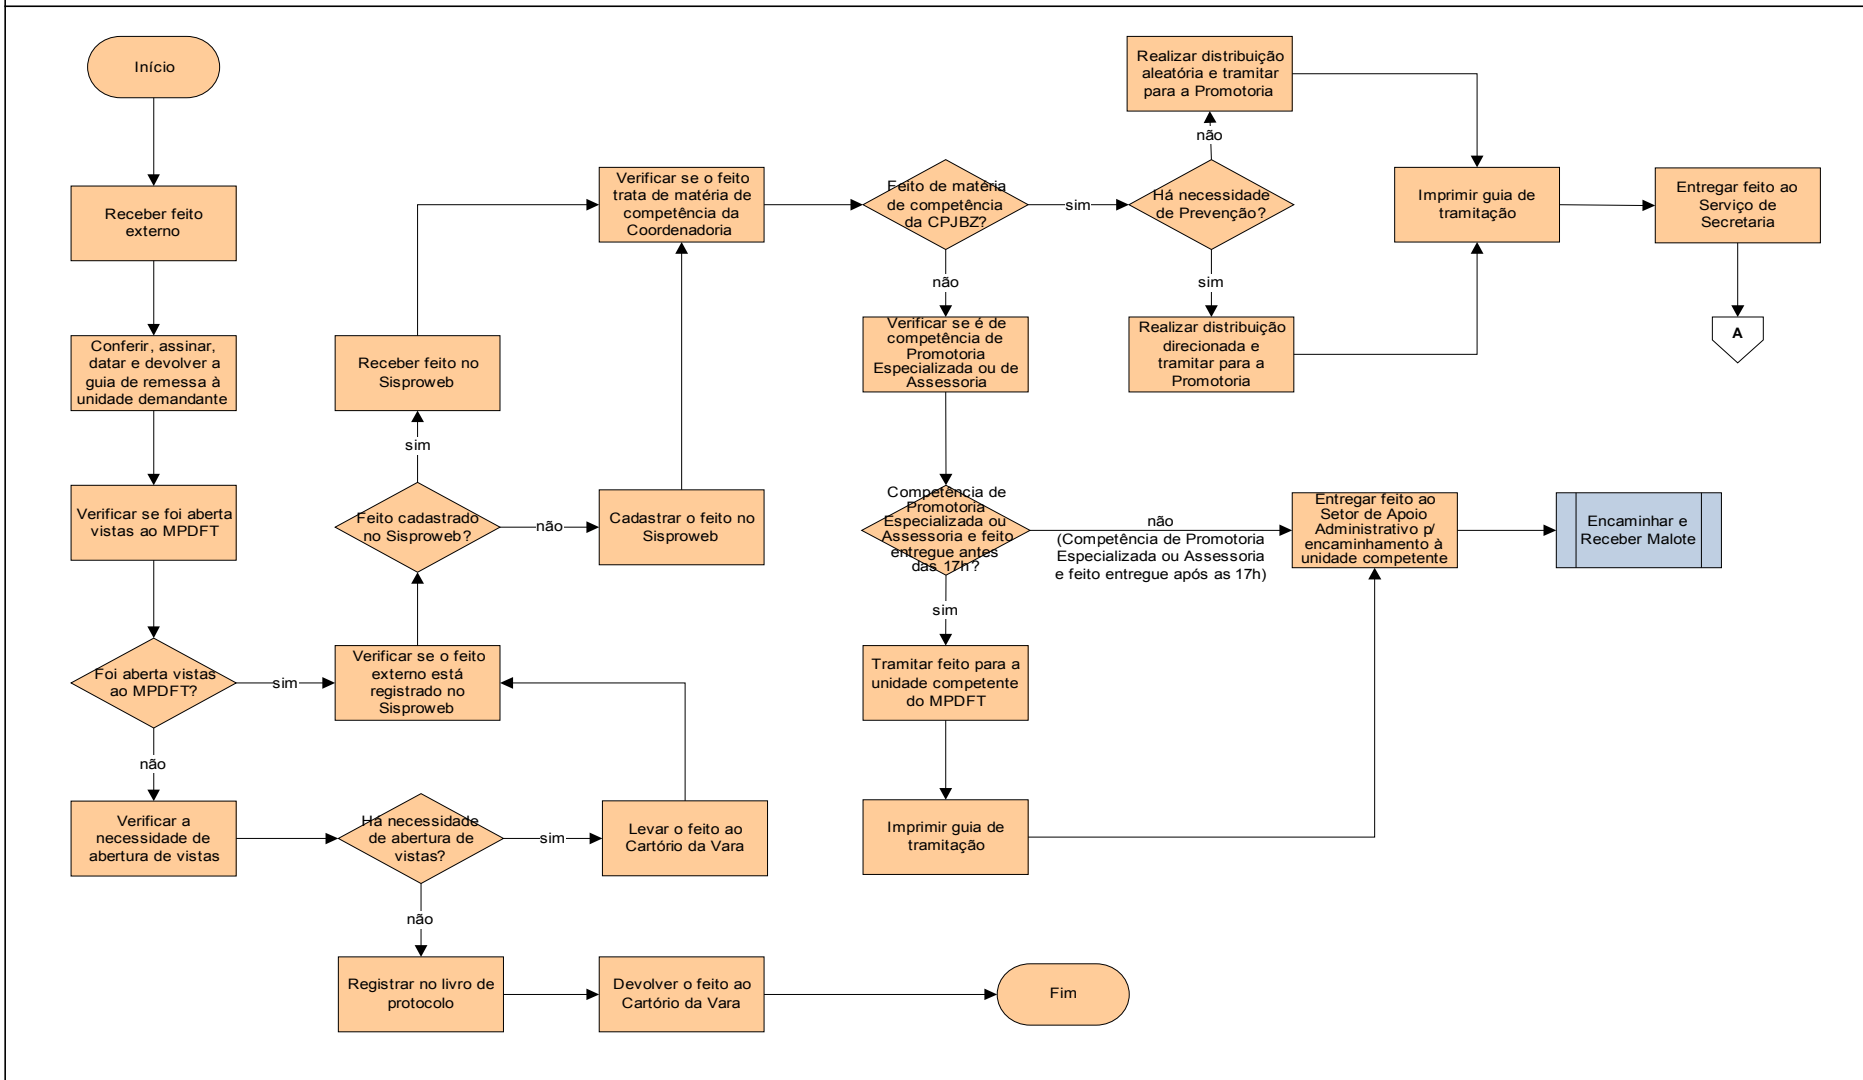 Início
Receber feito
externo
Conferir, assinar,
datar e devolver a
guia de remessa à
unidade demandante
Verificar se foi aberta
vistas ao MPDFT
Foi aberta vistas
ao MPDFT?
sim
não
Verificar a
necessidade de
abertura de vistas
Há necessidade
de abertura de
vistas?
sim
não
Levar o feito ao
Cartório da Vara
Registrar no livro de
protocolo
Devolver o feito ao
Cartório da Vara
Fim
Verificar se o feito
externo está
registrado no
Sisproweb
Feito cadastrado
no Sisproweb?
sim
não
Receber feito no
Sisproweb
Cadastrar o feito no
Sisproweb
Verificar se o feito
trata de matéria de
competência da
Coordenadoria
Feito de matéria
de competência
da CPJBZ?
sim
não
Há necessidade
de Prevenção?
não
sim
Realizar distribuição
aleatória e tramitar
para a Promotoria
Realizar distribuição
direcionada e
tramitar para a
Promotoria
Imprimir guia de
tramitação
Entregar feito ao
Serviço de
Secretaria
A
Verificar se é de
competência de
Promotoria
Especializada ou de
Assessoria
Competência de
Promotoria
Especializada ou
Assessoria e feito
entregue antes
das 17h?
não
(Competência de Promotoria
Especializada ou Assessoria
e feito entregue após as 17h)
sim
Entregar feito ao
Setor de Apoio
Administrativo p/
encaminhamento à
unidade competente
Encaminhar e
Receber Malote
Tramitar feito para a
unidade competente
do MPDFT
Imprimir guia de
tramitação